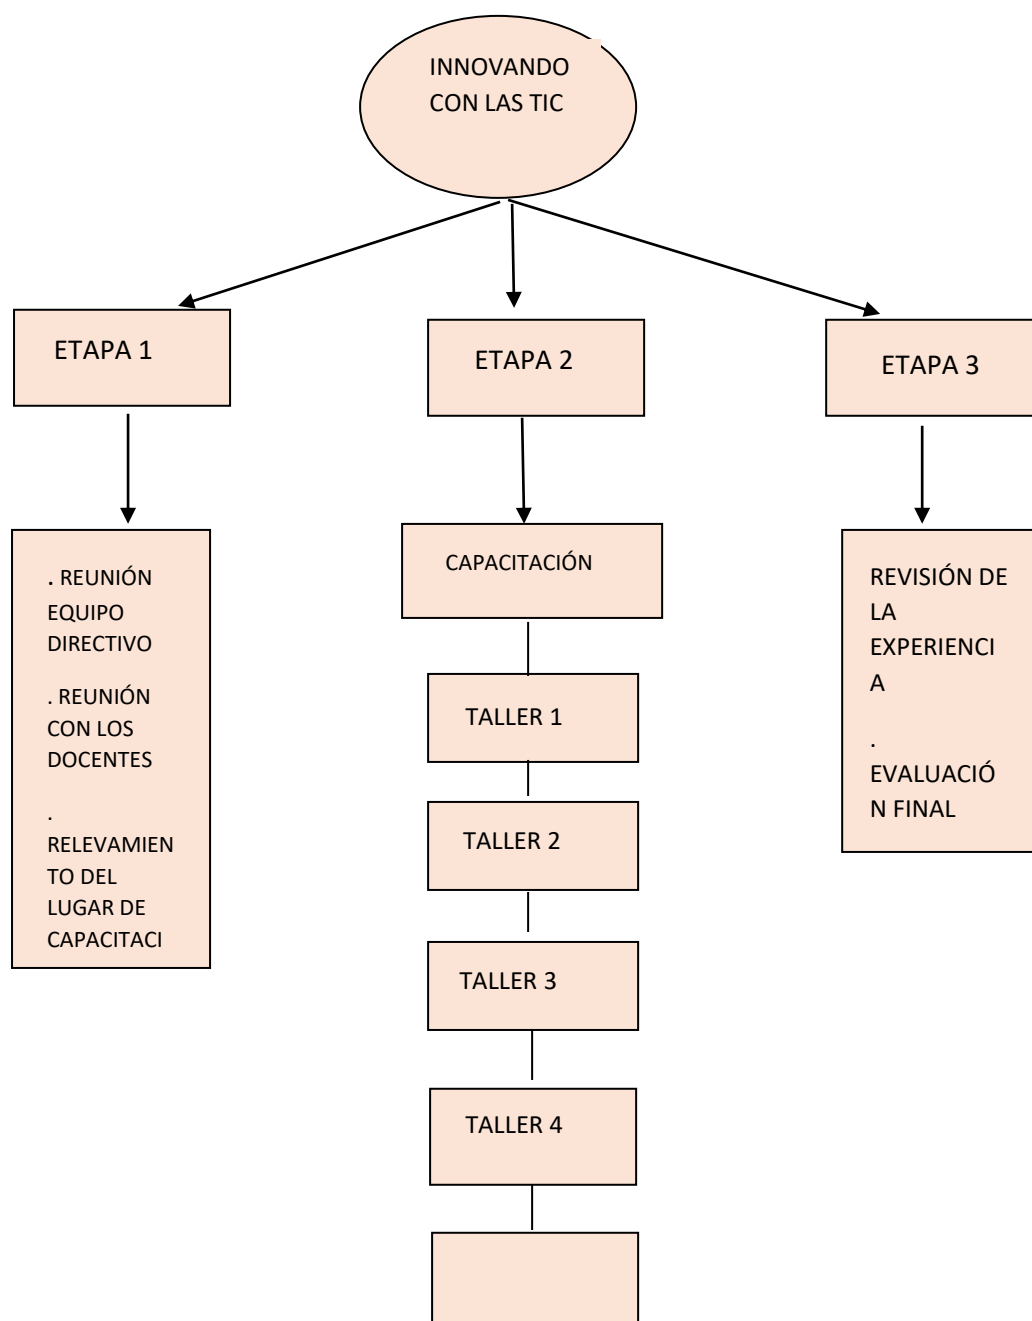 INNOVANDO
CON LAS TIC
ETAPA 1
ETAPA 2
ETAPA 3
. REUNIÓN
EQUIPO
DIRECTIVO
. REUNIÓN
CON LOS
DOCENTES
.
RELEVAMIEN
TO DEL
LUGAR DE
CAPACITACI
CAPACITACIÓN
TALLER 1
TALLER 2
TALLER 3
TALLER 4
REVISIÓN DE
LA
EXPERIENCI
A
.
EVALUACIÓ
N FINAL